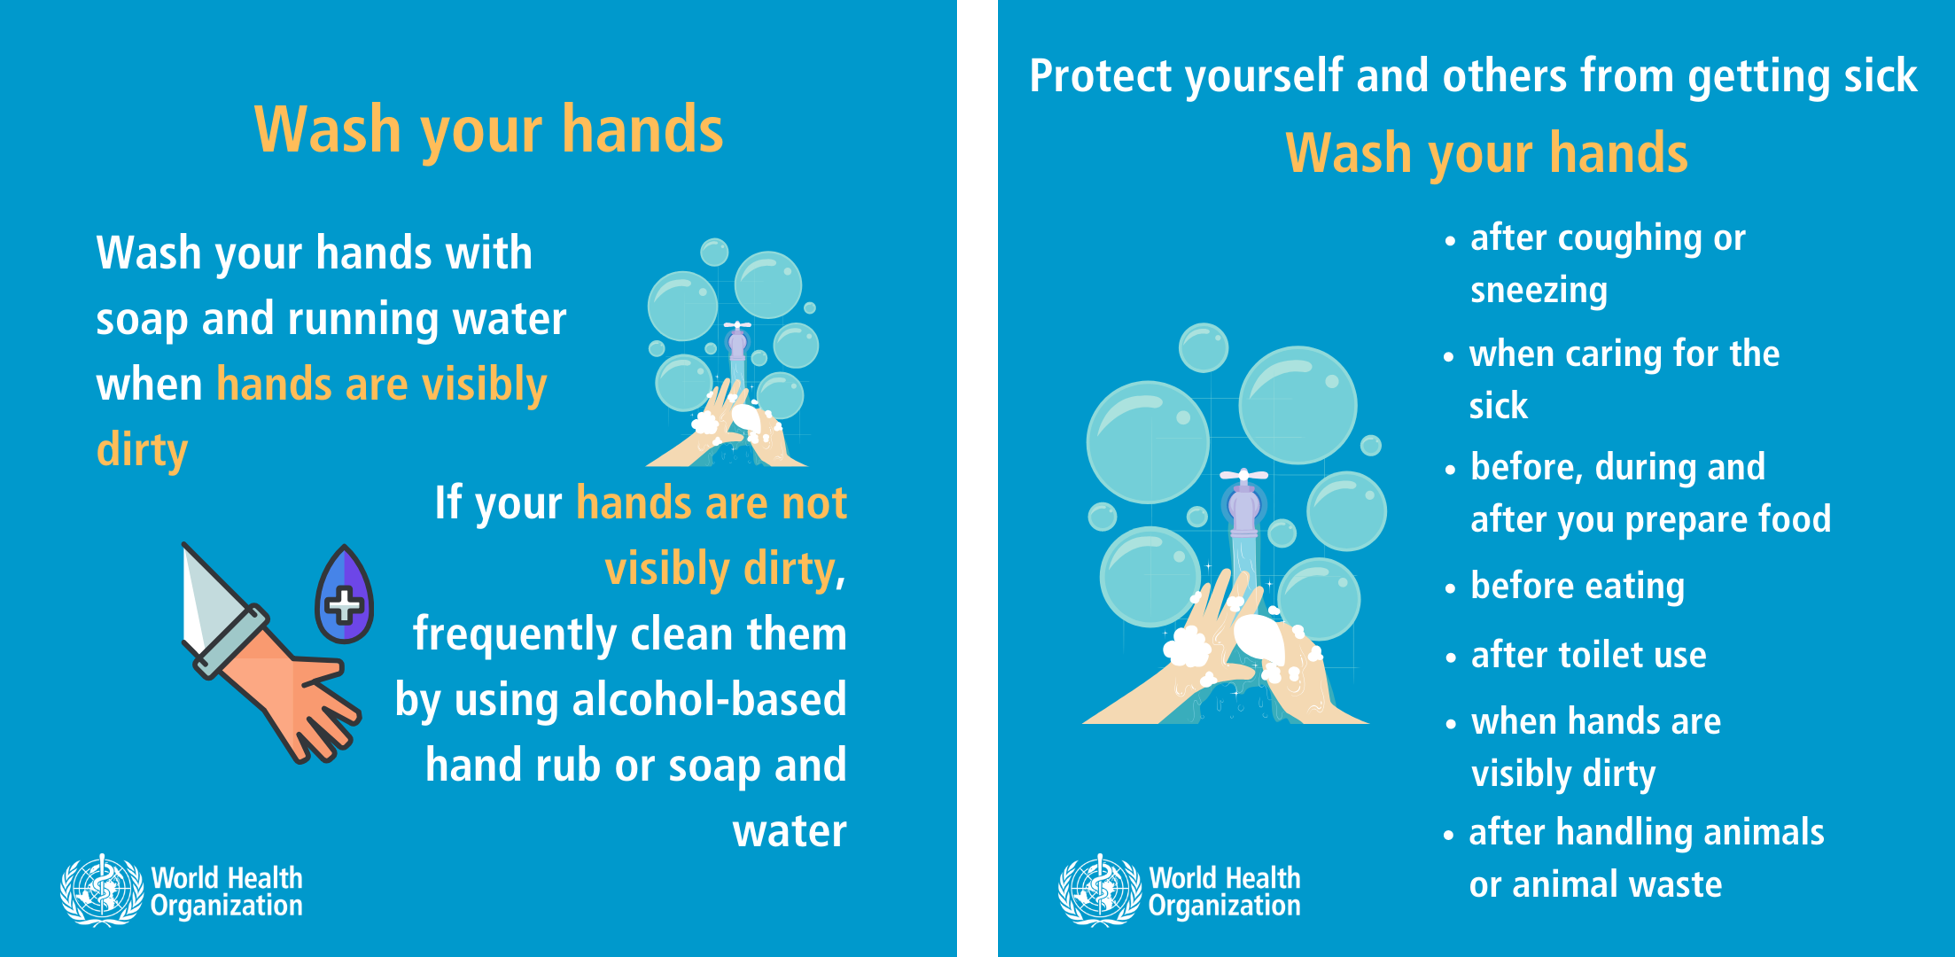 Wash your hands
Wash your hands with
soap and running water
when hands are visibly
dirty
If your hands are not
visibly dirty,
frequently clean them
by using alcohol-based
hand rub or soap and
water
World Health
Organization
Protect yourself and others from getting sick
Wash your hands
• after coughing or
sneezing
• when caring for the
sick
• before, during and
after you prepare food
• before eating
• after toilet use
• when hands are
visibly dirty
• after handling animals
or animal waste
World Health
Organization